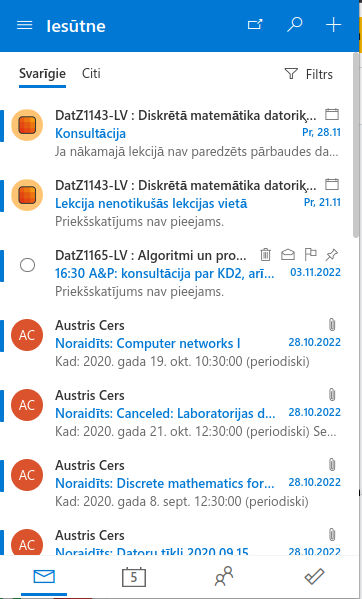 Iesūtne
Svarīgie Citi Filtrs
DatZ1143-LV : Diskrētā matemātika datoriķ...
Konsultācija Pr, 28.11
Ja nākamajā lekcijā nav paredzēts pārbaudes da...
DatZ1143-LV : Diskrētā matemātika datoriķ...
Lekcija nenotikušās lekcijas vietā Pr, 21.11
Priekšskatījums nav pieejams.
DatZ1165-LV : Algoritmi un pro...
16:30 A&P: konsultācija par KD2, arī... 03.11.2022
Priekšskatījums nav pieejams.
AC Austris Cers
Noraidīts: Computer networks I 28.10.2022
Kad: 2020. gada 19. okt. 10:30:00 (periodiski)
AC Austris Cers
Noraidīts: Canceled: Laboratorijas d... 28.10.2022
Kad: 2020. gada 21. okt. 12:30:00 (periodiski) Se...
AC Austris Cers
Noraidīts: Discrete mathematics for... 28.10.2022
Kad: 2020. gada 8. sept. 12:30:00 (periodiski)
AC Austris Cers
Noraidīts: Datoru tīkli 2020.09.15 28.10.2022
5